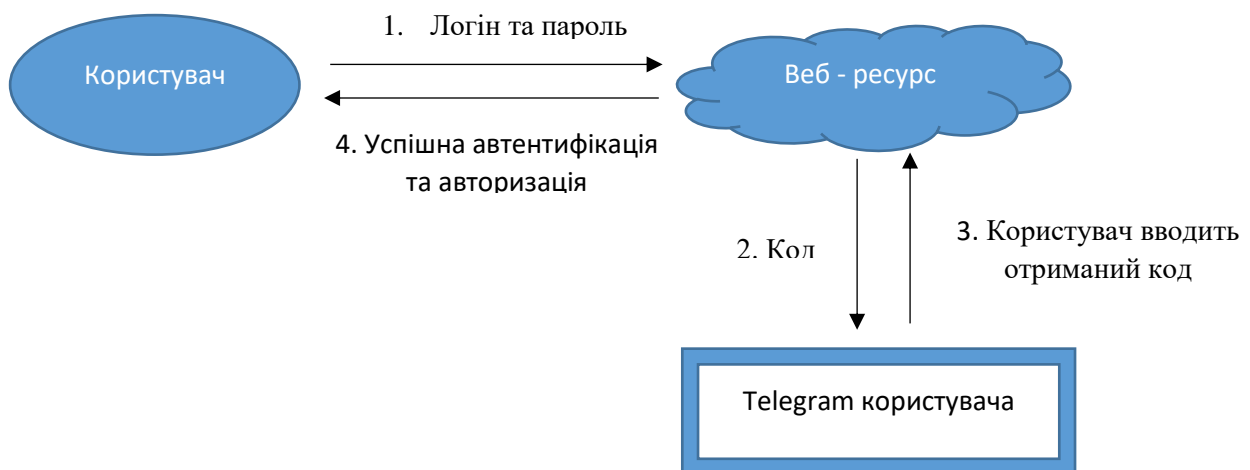 1. Логін та пароль
Користувач
Веб - ресурс
4. Успішна автентифікація
та авторизація
2. Код
3. Користувач вводить
отриманий код
Telegram користувача